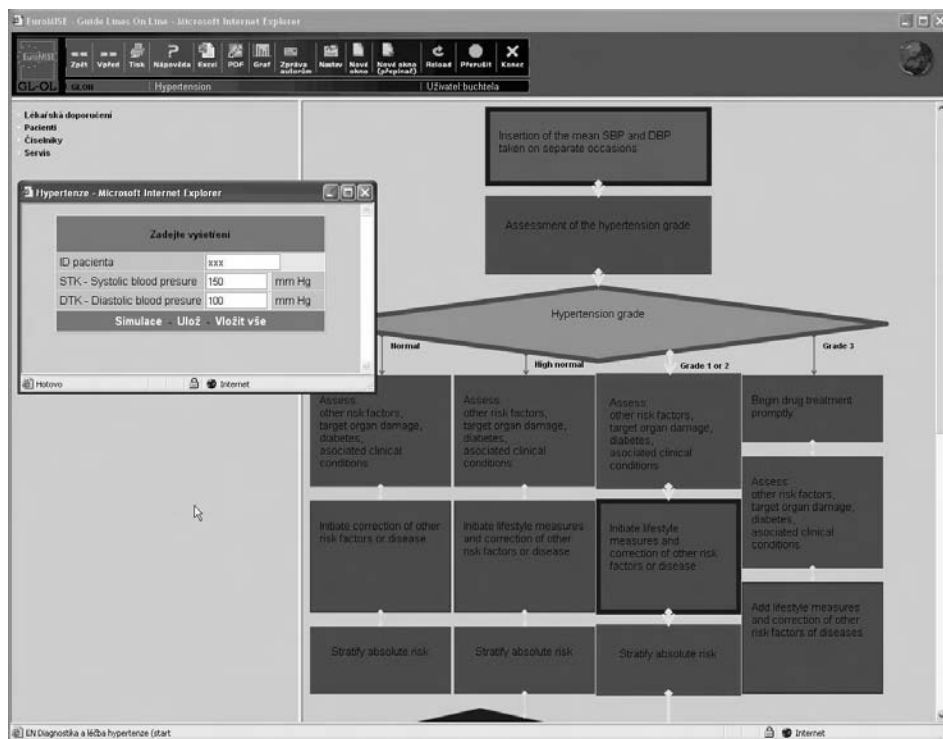 EuroMISE - Guide Lines On Line - Microsoft Internet Explorer
EuroMISE
GL-OL
Zpět
Vpřed
Tisk
Nápověda
Excel
PDF
Graf
Zpráva
autorům
Nastav
Nové
okno
Nové okno
(přepínač)
Reload
Přerušit
Konec
GLOH
Hypertension
Uživatel buchtela
Lékařská doporučení
Pacienti
Číselníky
Servis
Hypertenze - Microsoft Internet Explorer
Zadejte vyšetření
ID pacienta
xxx
STK - Systolic blood presure
150
mm Hg
DTK - Diastolic blood presure
100
mm Hg
Simulace - Ulož - Vložit vše
Hotovo
Internet
Insertion of the mean SBP and DBP
taken on separate occasions
Assessment of the hypertension grade
Hypertension grade
Normal
High normal
Grade 1 or 2
Grade 3
Assess:
other risk factors,
target organ damage,
diabetes,
asociated clinical
conditions
Assess:
other risk factors,
target organ damage,
diabetes,
asociated clinical
conditions
Assess:
other risk factors,
target organ damage,
diabetes,
asociated clinical
conditions
Begin drug treatment
promptly
Assess:
other risk factors,
target organ damage,
diabetes,
asociated clinical
conditions
Initiate correction of other
risk factors or disease
Initiate lifestyle measures
and correction of other risk
factors or disease
Initiate lifestyle
measures and
correction of other risk
factors or disease
Add lifestyle measures
and correction of other
risk factors of diseases
Stratify absolute risk
Stratify absolute risk
Stratify absolute risk
EN Diagnostika a léčba hypertenze (start
Internet